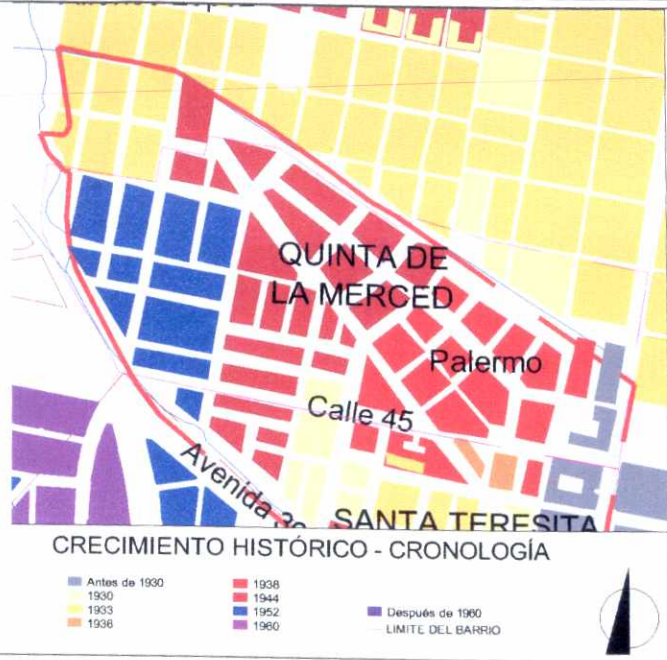 QUINTA DE
LA MERCED
Palermo
Calle 45
Avenida 3
SANTA TERESITA
CRECIMIENTO HISTÓRICO - CRONOLOGÍA
Antes de 1930
1930
1933
1936
1938
1944
1952
1960
Después de 1960
LIMITE DEL BARRIO